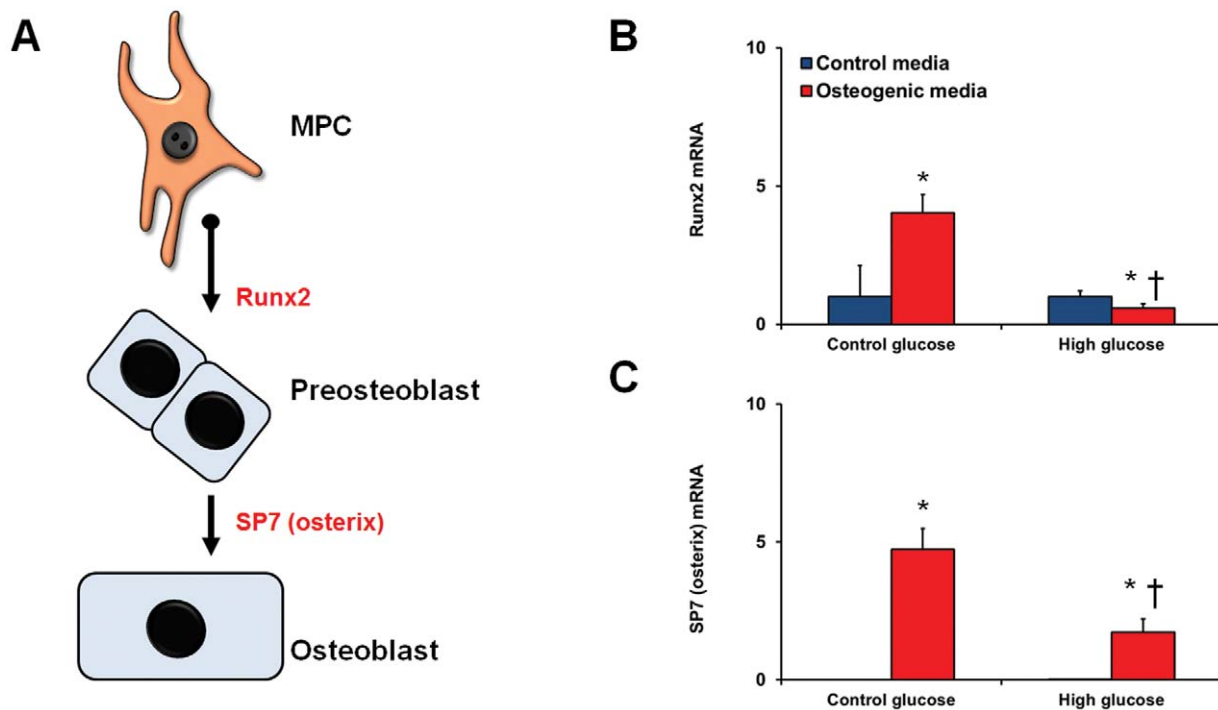 A
MPC
Runx2
Preosteoblast
SP7 (osterix)
Osteoblast
B
Control media
Osteogenic media
Runx2 mRNA
10
5
0
*
* †
Control glucose
High glucose
C
SP7 (osterix) mRNA
10
5
0
*
* †
Control glucose
High glucose